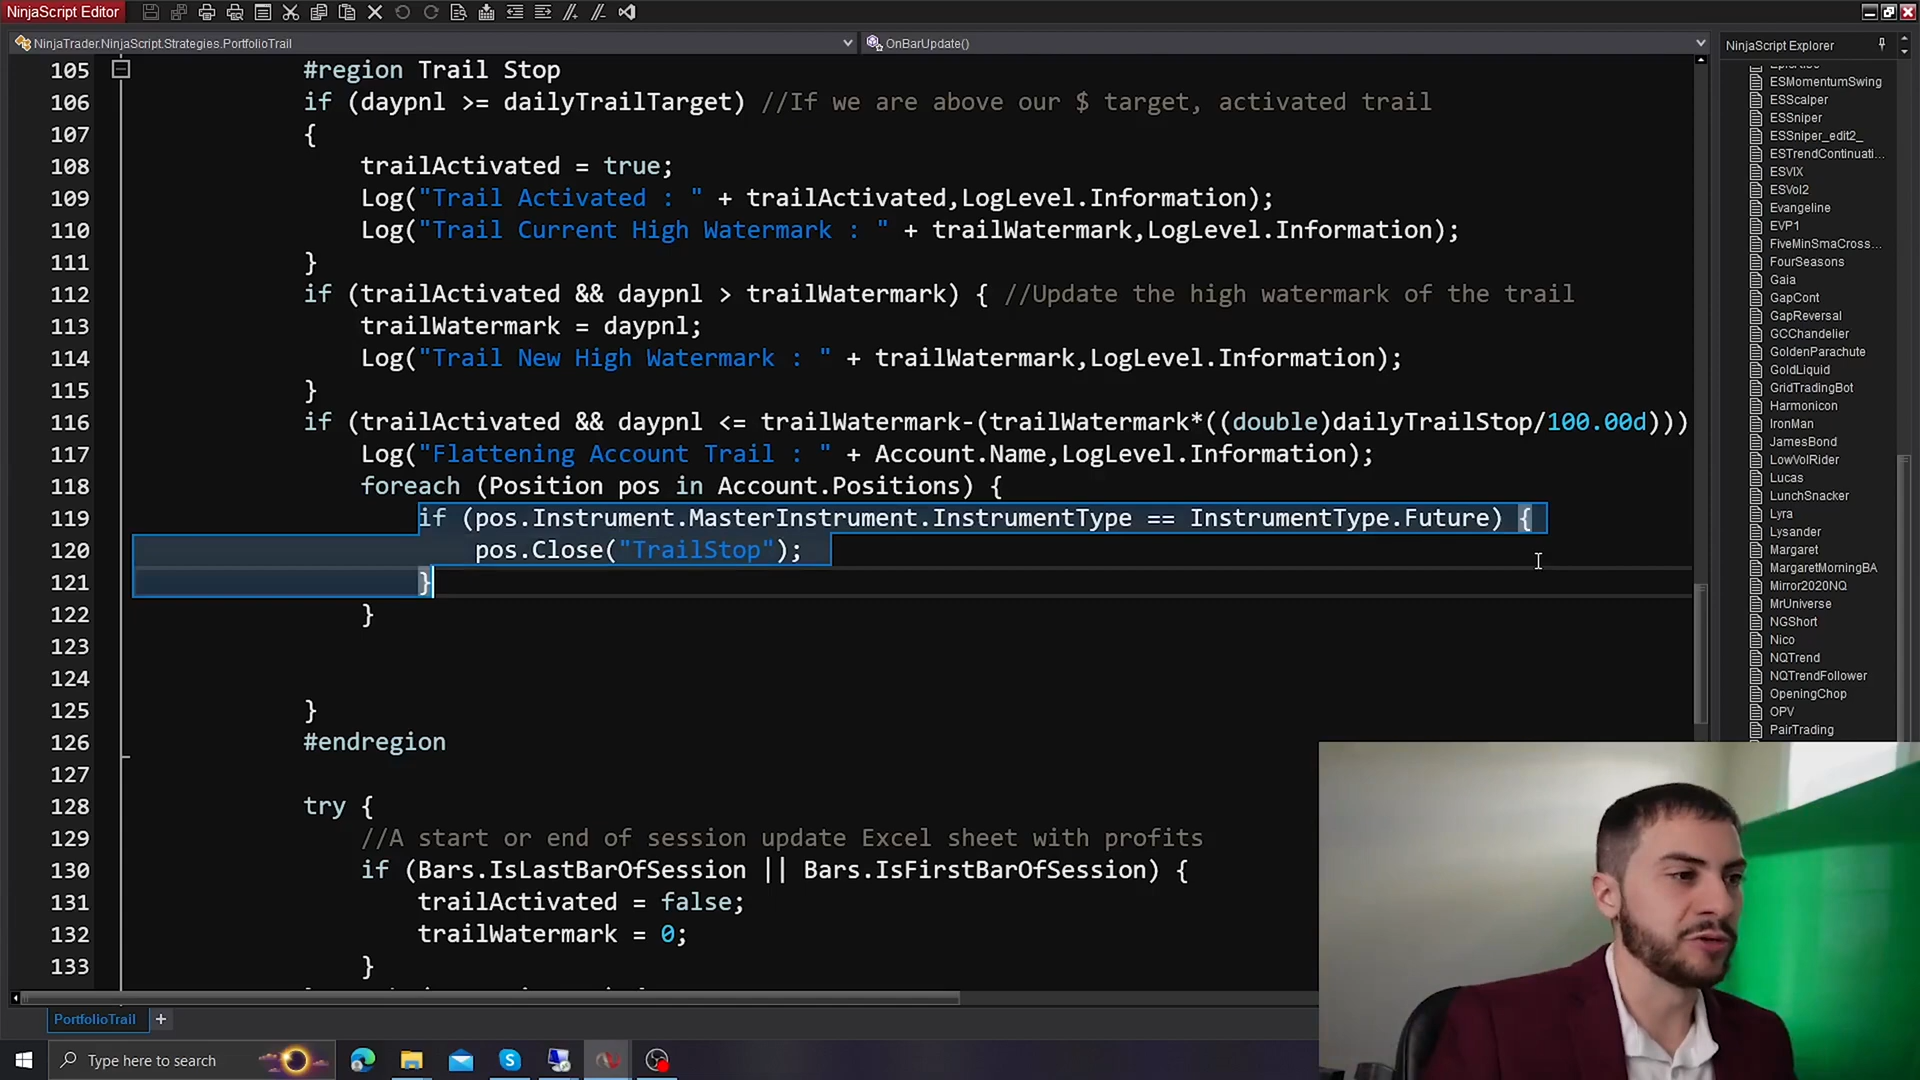 NinjaScript Editor
NinjaTrader.NinjaScript.Strategies.PortfolioTrail
OnBarUpdate()
NinjaScript Explorer
105 #region Trail Stop
106 if (daypnl >= dailyTrailTarget) //If we are above our $ target, activated trail
107 {
108 trailActivated = true;
109 Log("Trail Activated : " + trailActivated,LogLevel.Information);
110 Log("Trail Current High Watermark : " + trailWatermark,LogLevel.Information);
111 }
112 if (trailActivated && daypnl > trailWatermark) { //Update the high watermark of the trail
113 trailWatermark = daypnl;
114 Log("Trail New High Watermark : " + trailWatermark,LogLevel.Information);
115 }
116 if (trailActivated && daypnl <= trailWatermark-(trailWatermark*((double)dailyTrailStop/100.00d)))
117 Log("Flattening Account Trail : " + Account.Name,LogLevel.Information);
118 foreach (Position pos in Account.Positions) {
119 if (pos.Instrument.MasterInstrument.InstrumentType == InstrumentType.Future) {
120 pos.Close("TrailStop");
121 }
122 }
123
124
125 }
126 #endregion
127
128 try {
129 //A start or end of session update Excel sheet with profits
130 if (Bars.IsLastBarOfSession || Bars.IsFirstBarOfSession) {
131 trailActivated = false;
132 trailWatermark = 0;
133 }
ESMomentumSwing
ESScalper
ESSniper
ESSniper_edit2_
ESTrendContinuati...
ESVIX
ESVol2
Evangeline
EVP1
FiveMinSmaCross...
FourSeasons
Gaia
GapCont
GapReversal
GCChandelier
GoldenParachute
GoldLiquid
GridTradingBot
Harmonicon
IronMan
JamesBond
LowVolRider
Lucas
LunchSnacker
Lyra
Lysander
Margaret
MargaretMorningBA
Mirror2020NQ
MrUniverse
NGShort
Nico
NQTrend
NQTrendFollower
OpeningChop
OPV
PairTrading
PortfolioTrail
+
Type here to search